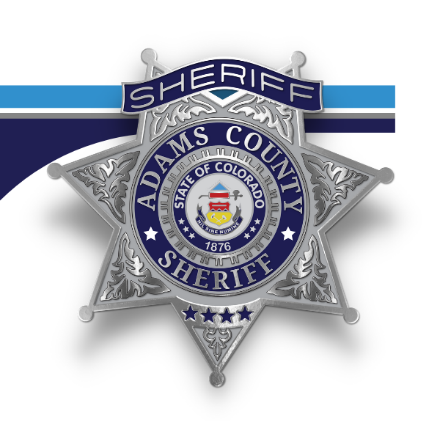 SHERIFF
ADAMS COUNTY
STATE OF COLORADO
NIL SINE NUMINE
1876
SHERIFF